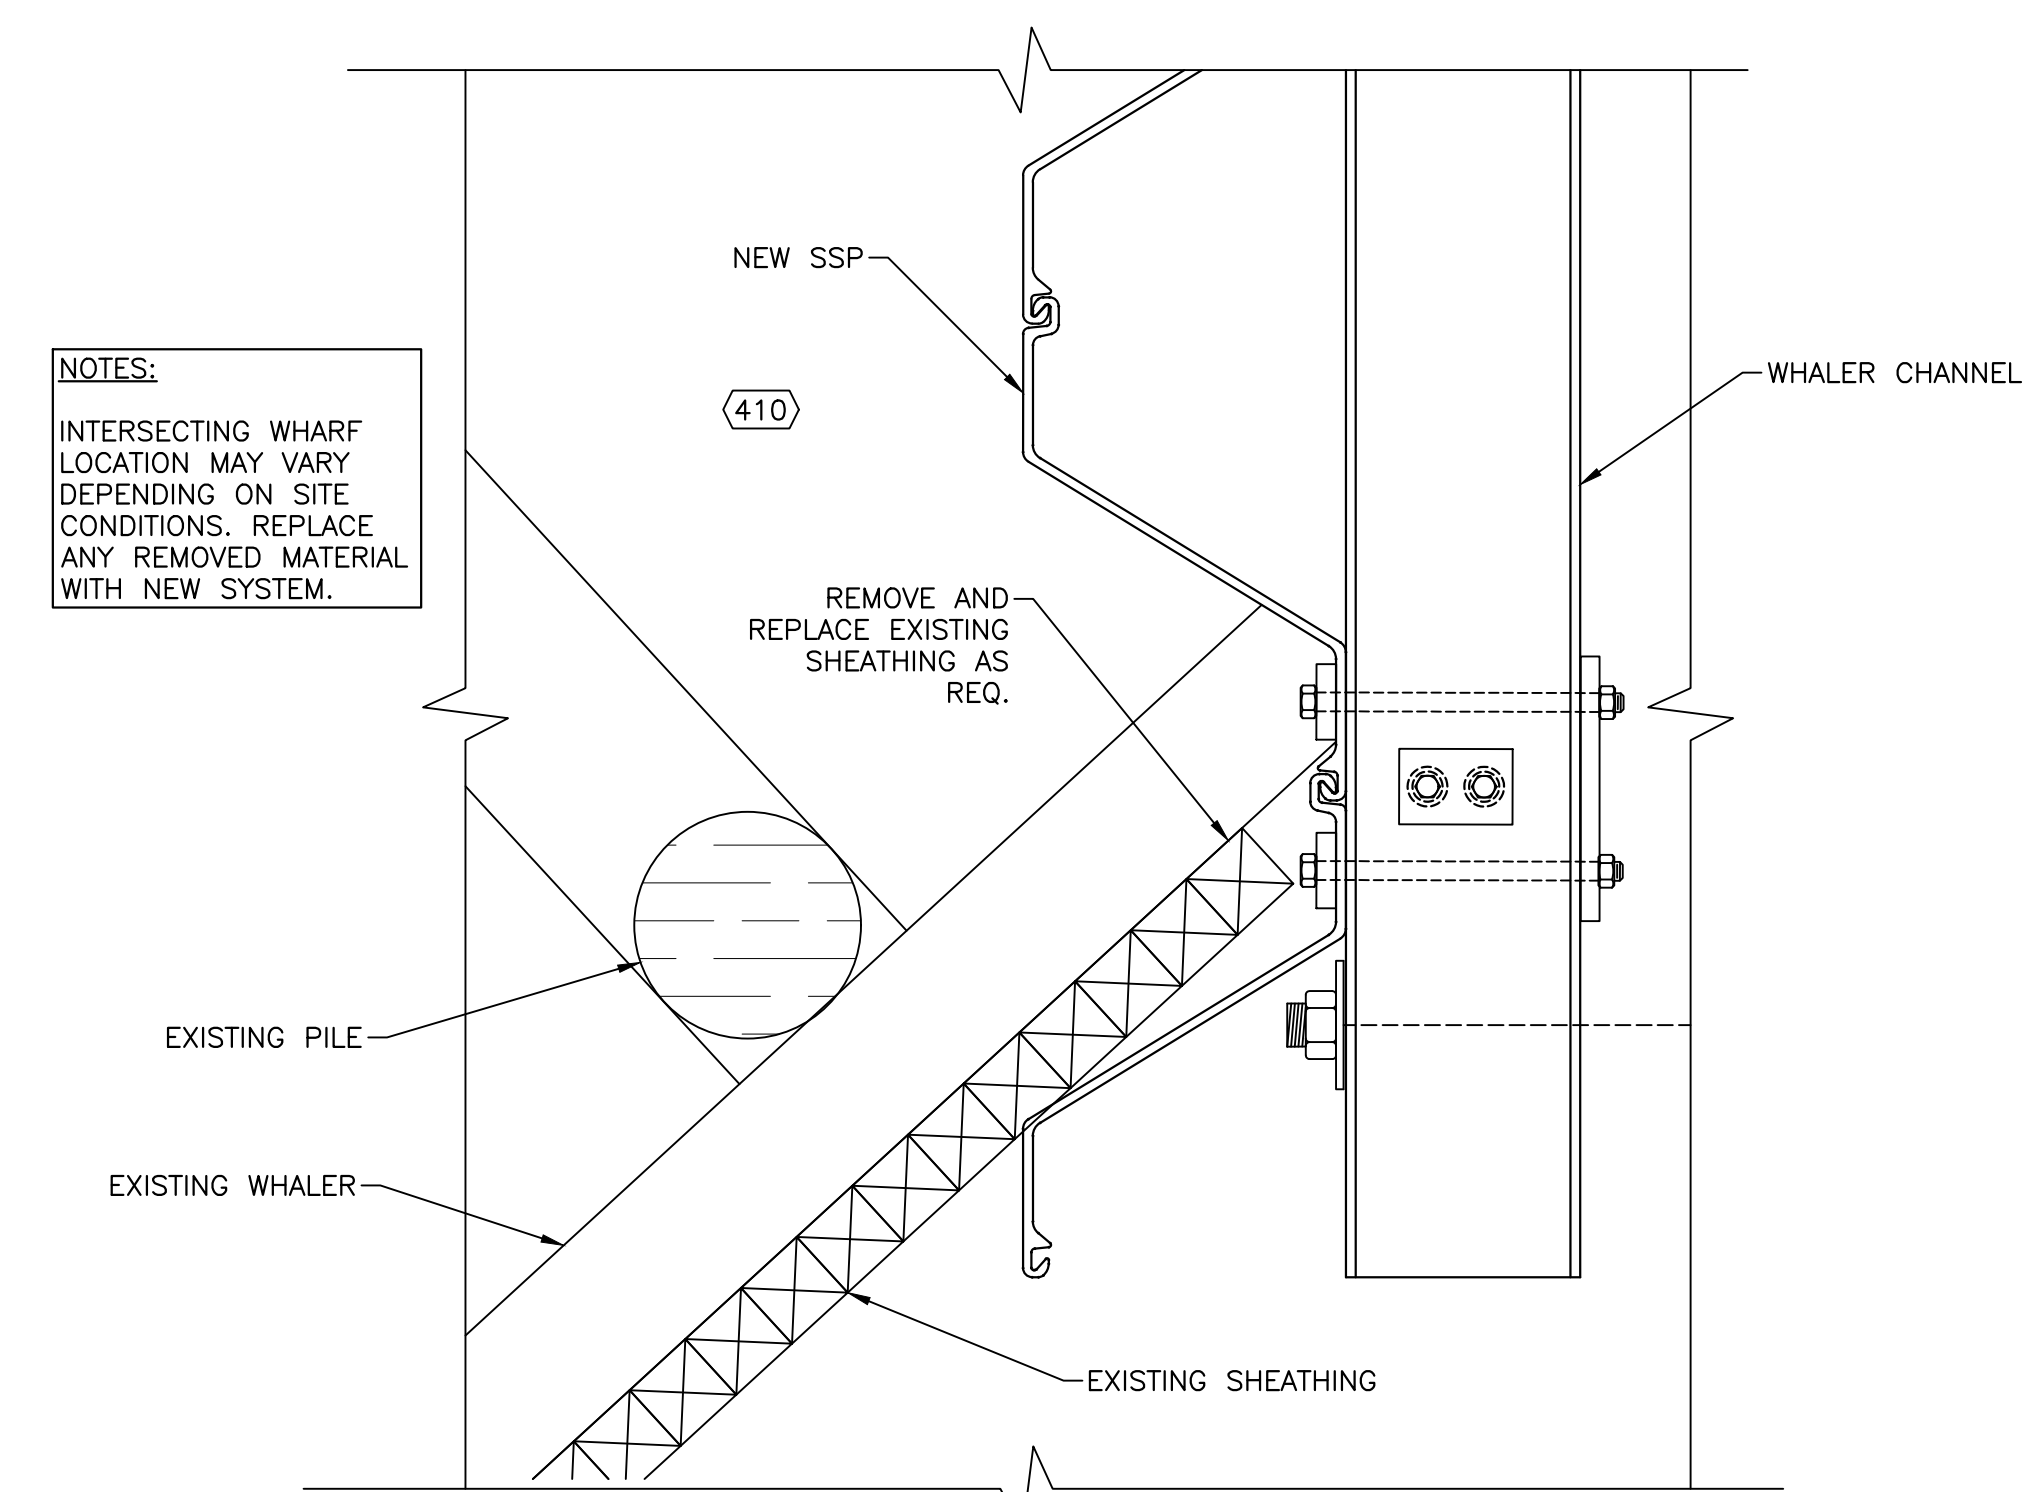 NEW SSP
WHALER CHANNEL
NOTES:
INTERSECTING WHARF
LOCATION MAY VARY
DEPENDING ON SITE
CONDITIONS. REPLACE
ANY REMOVED MATERIAL
WITH NEW SYSTEM.
410
REMOVE AND
REPLACE EXISTING
SHEATHING AS
REQ.
EXISTING PILE
EXISTING WHALER
EXISTING SHEATHING